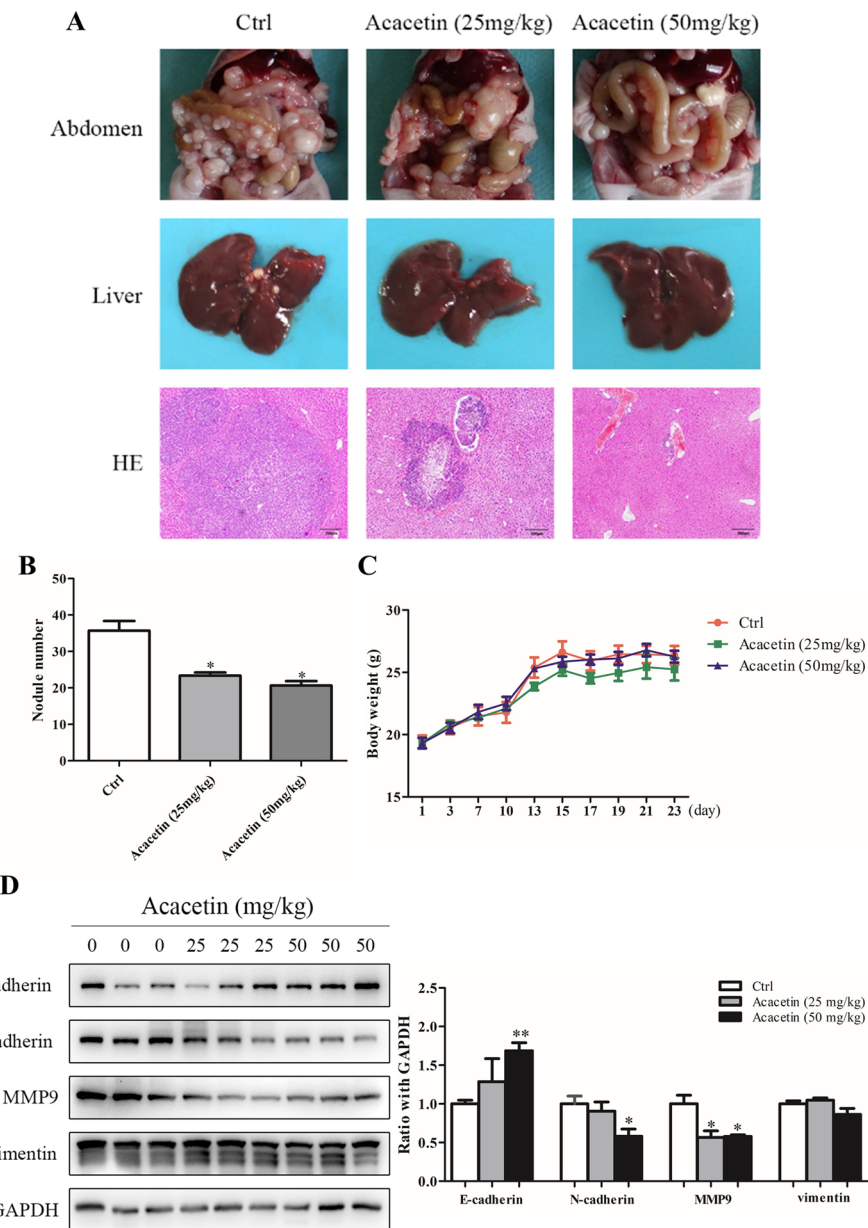 A
Ctrl
Acacetin (25mg/kg)
Acacetin (50mg/kg)
Abdomen
Liver
HE
B
50
40
30
20
10
0
Nodule number
*
*
Ctrl
Acacetin (25mg/kg)
Acacetin (50mg/kg)
C
30
25
20
15
Body weight (g)
1 3 7 10 13 15 17 19 21 23 (day)
Ctrl
Acacetin (25mg/kg)
Acacetin (50mg/kg)
D
Acacetin (mg/kg)
0 0 0 25 25 25 50 50 50
adherin
adherin
MMP9
imentin
GAPDH
2.5
2.0
1.5
1.0
0.5
0.0
Ratio with GAPDH
Ctrl
Acacetin (25 mg/kg)
Acacetin (50 mg/kg)
**
*
*
*
E-cadherin N-cadherin MMP9 vimentin